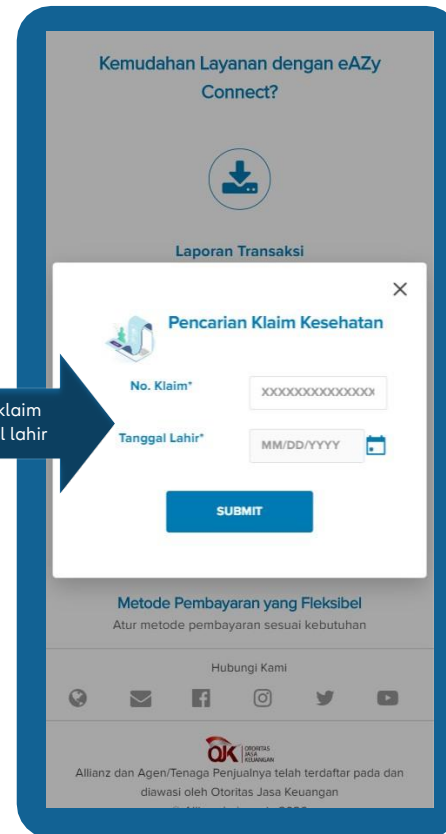 Kemudahan Layanan dengan eAZy
Connect?
Laporan Transaksi
Pencarian Klaim Kesehatan
No. Klaim*
XXXXXXXXXXXXXX
klaim
l lahir
Tanggal Lahir*
MM/DD/YYYY
SUBMIT
Metode Pembayaran yang Fleksibel
Atur metode pembayaran sesuai kebutuhan
Hubungi Kami
OTORITAS
JASA
KEUANGAN
Allianz dan Agen/Tenaga Penjualnya telah terdaftar pada dan
diawasi oleh Otoritas Jasa Keuangan